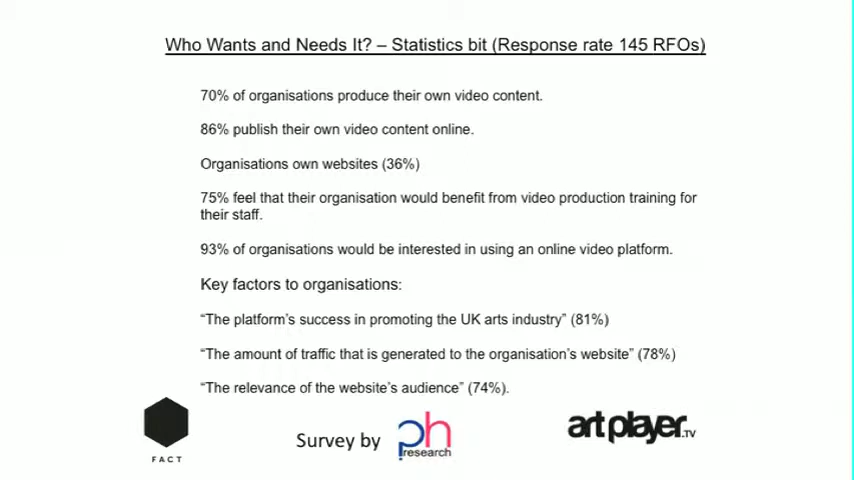 Who Wants and Needs It? – Statistics bit (Response rate 145 RFOs)
70% of organisations produce their own video content.
86% publish their own video content online.
Organisations own websites (36%)
75% feel that their organisation would benefit from video production training for
their staff.
93% of organisations would be interested in using an online video platform.
Key factors to organisations:
“The platform’s success in promoting the UK arts industry” (81%)
“The amount of traffic that is generated to the organisation’s website” (78%)
“The relevance of the website’s audience” (74%).
FACT
Survey by
ph
research
artplayer.TV